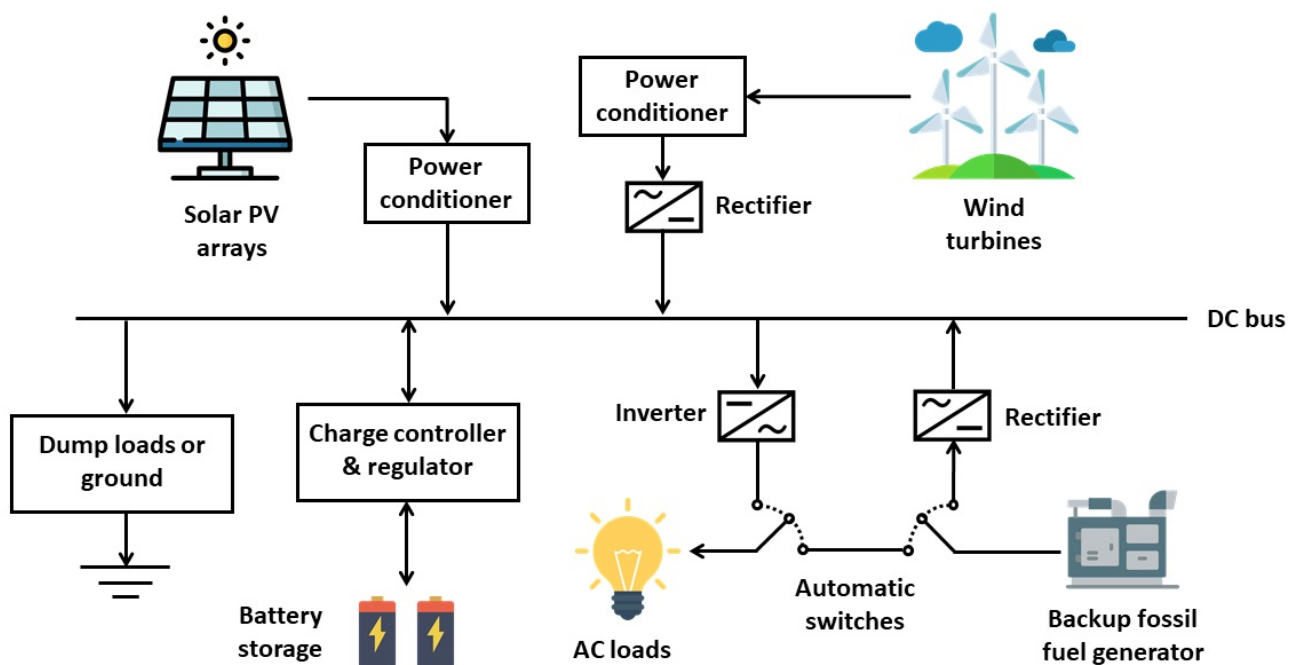 Solar PV
arrays
Power
conditioner
Power
conditioner
Rectifier
Wind
turbines
DC bus
Dump loads or
ground
Charge controller
& regulator
Inverter
Rectifier
Battery
storage
AC loads
Automatic
switches
Backup fossil
fuel generator